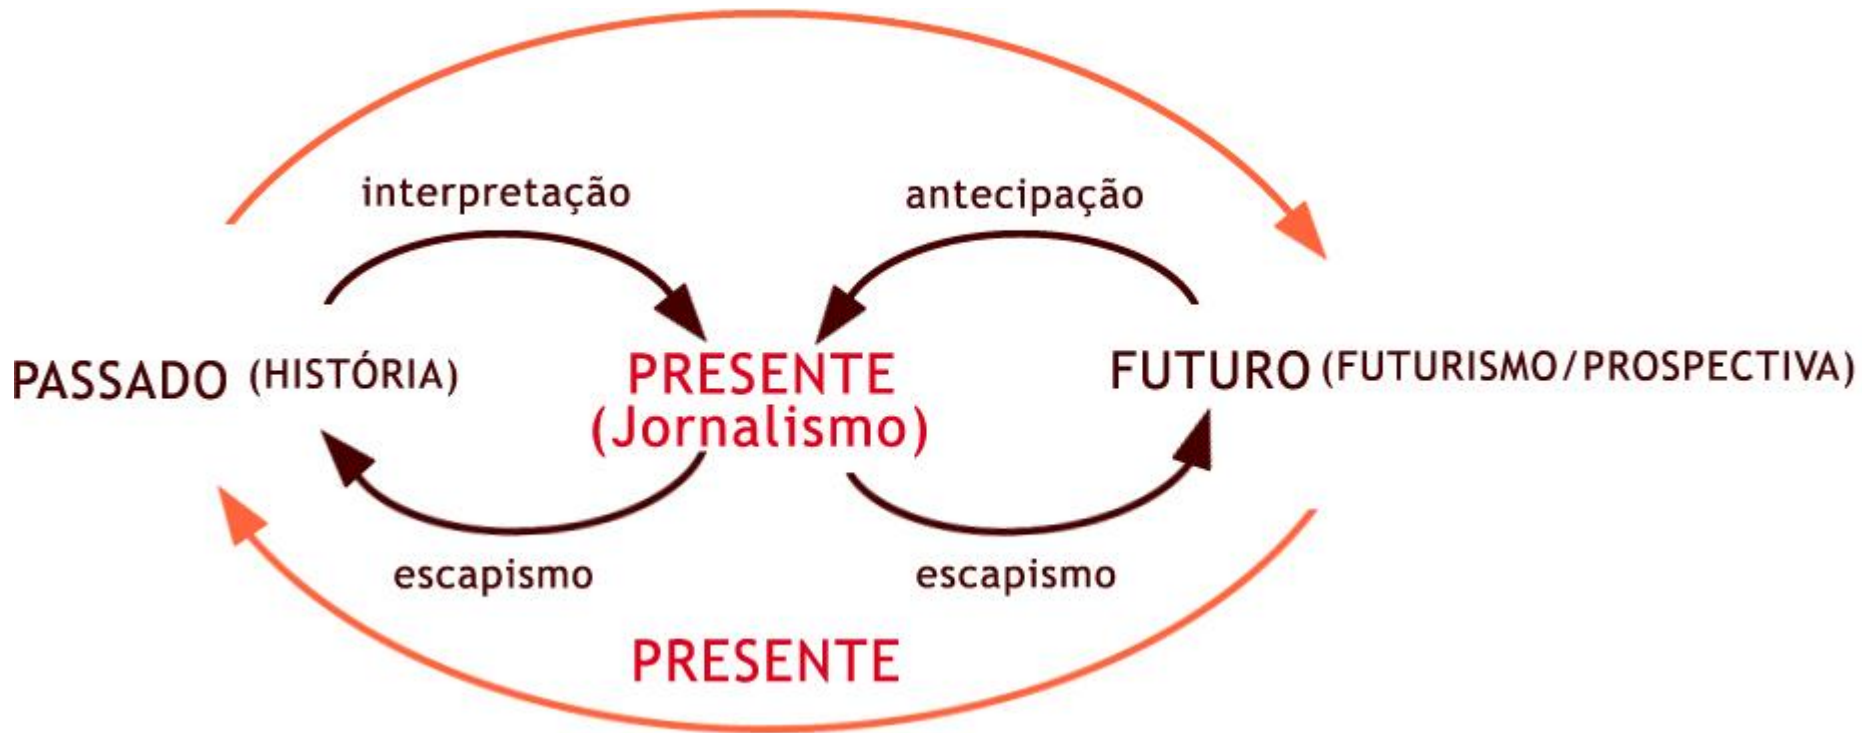 interpretação
antecipação
PASSADO (HISTÓRIA)
PRESENTE
(Jornalismo)
FUTURO (FUTURISMO/PROSPECTIVA)
escapismo
escapismo
PRESENTE